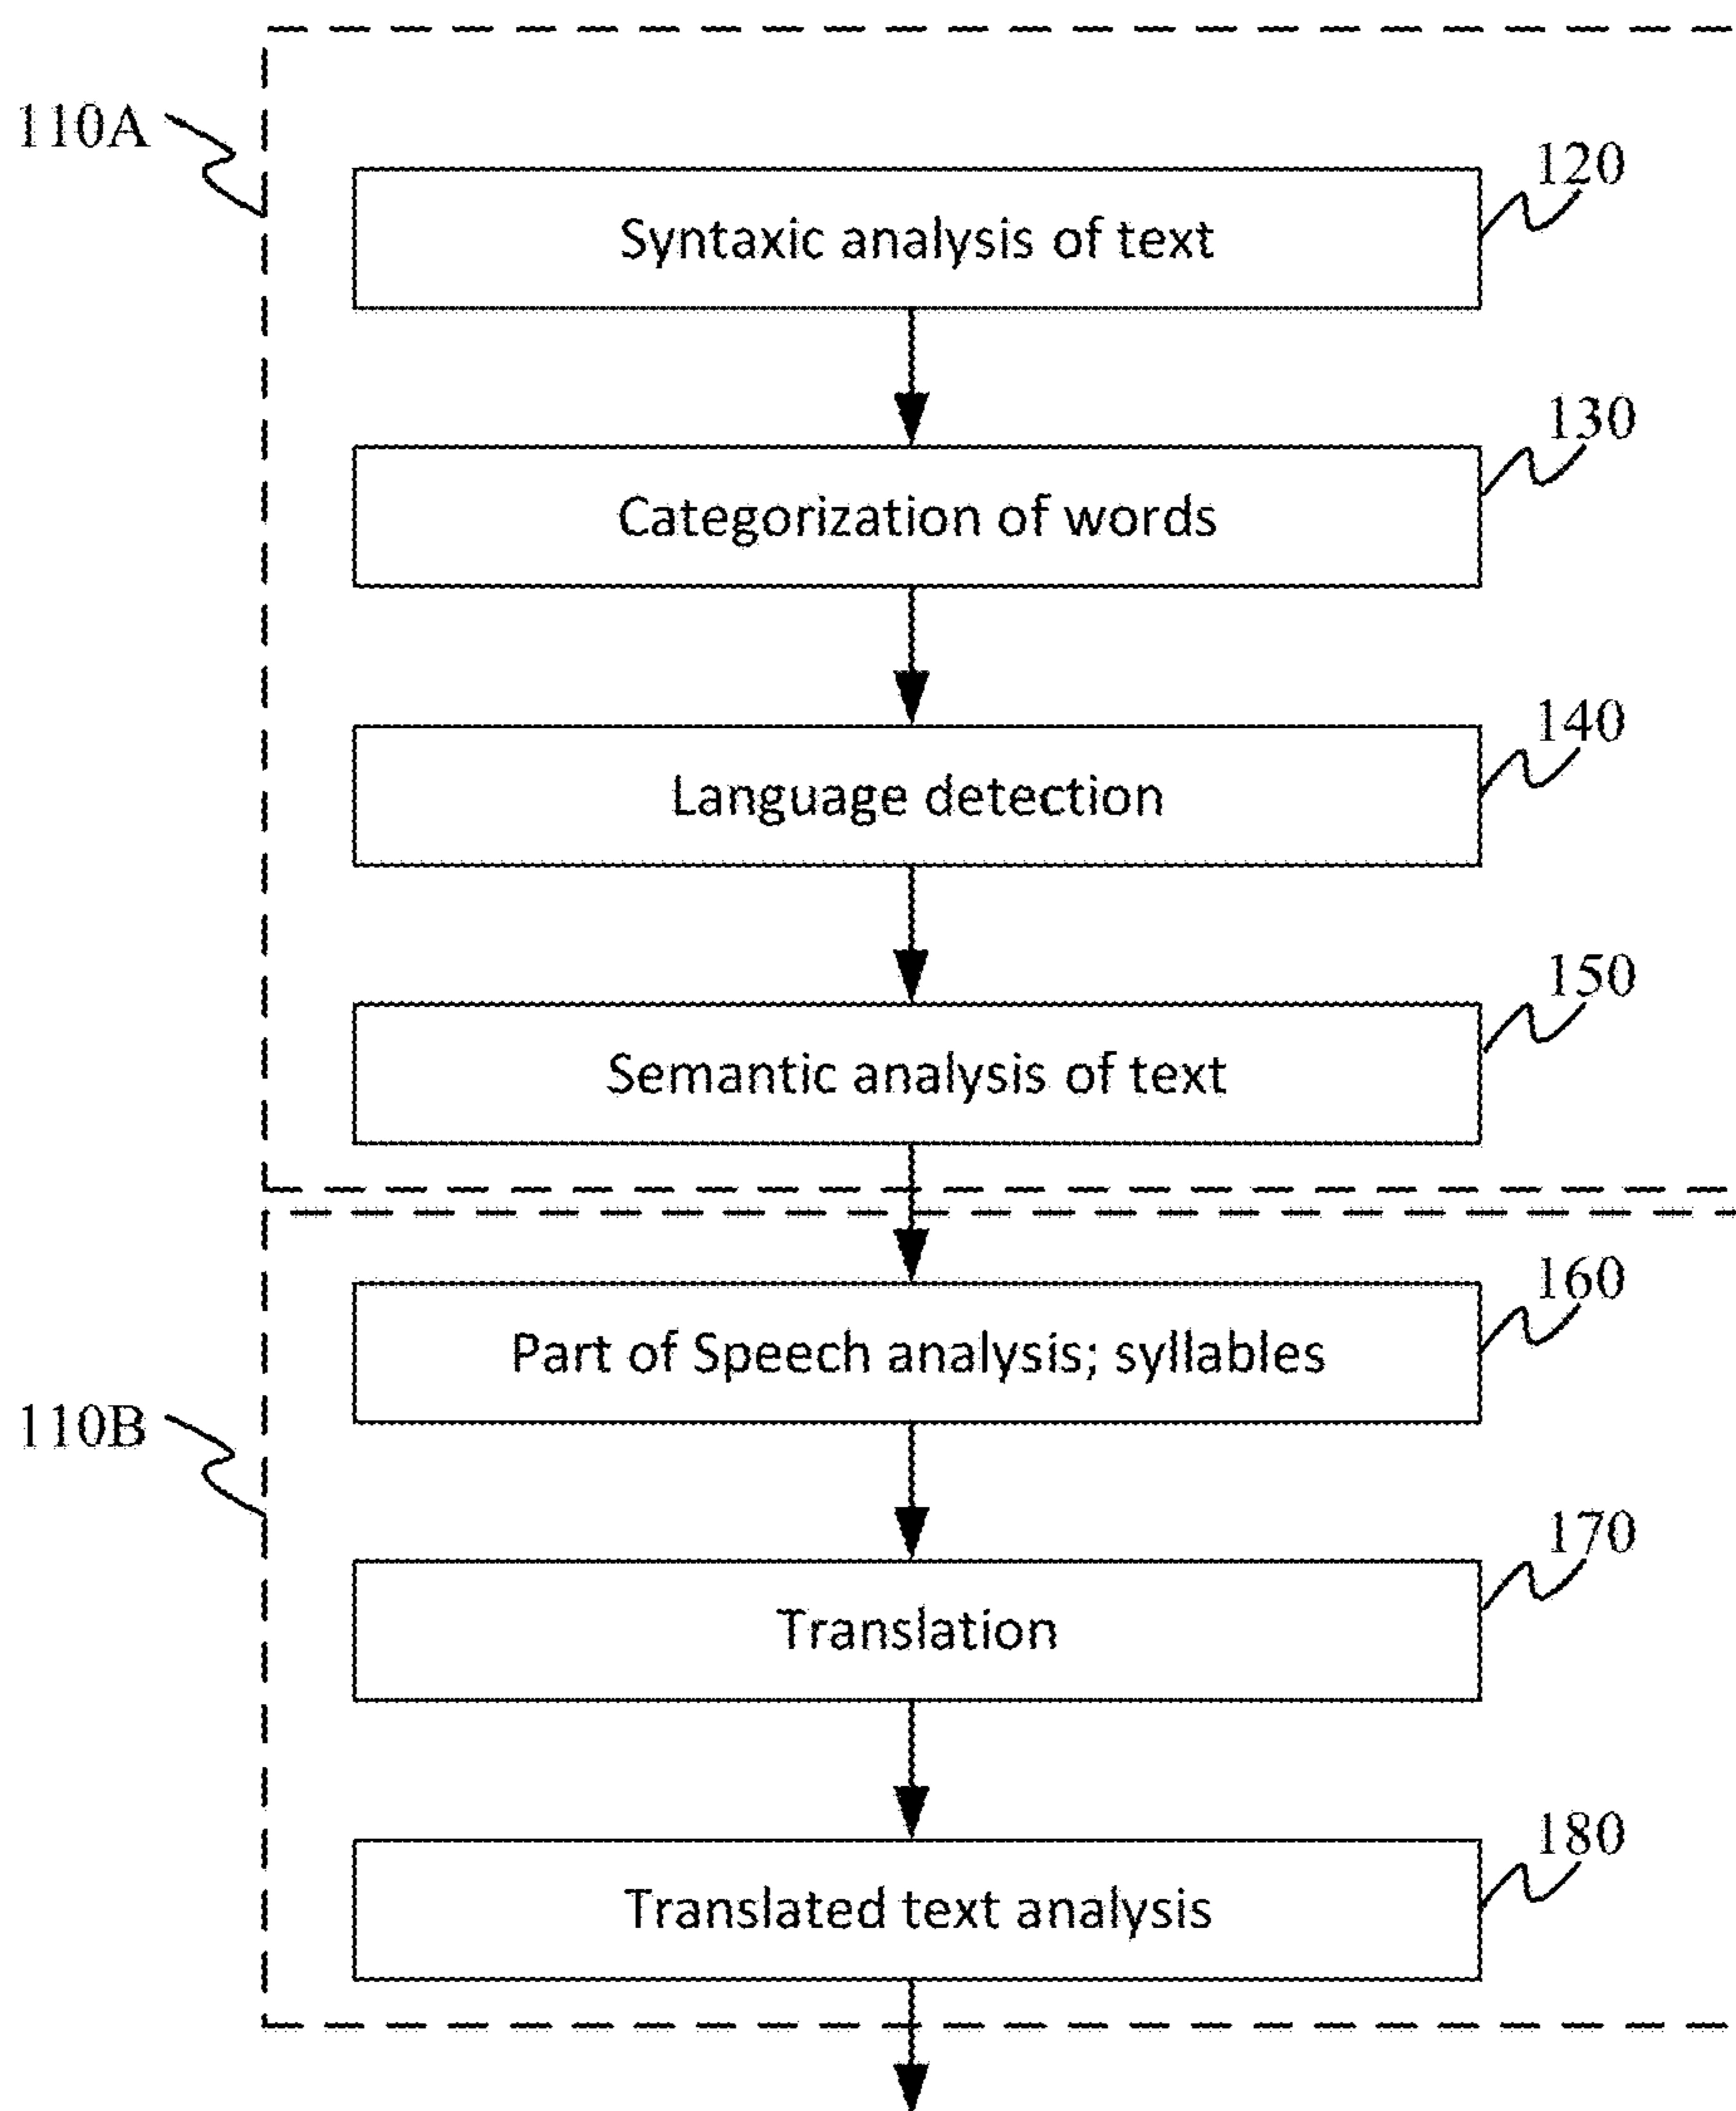 110A
120
Syntaxic analysis of text
130
Categorization of words
140
Language detection
150
Semantic analysis of text
160
Part of Speech analysis; syllables
110B
170
Translation
180
Translated text analysis